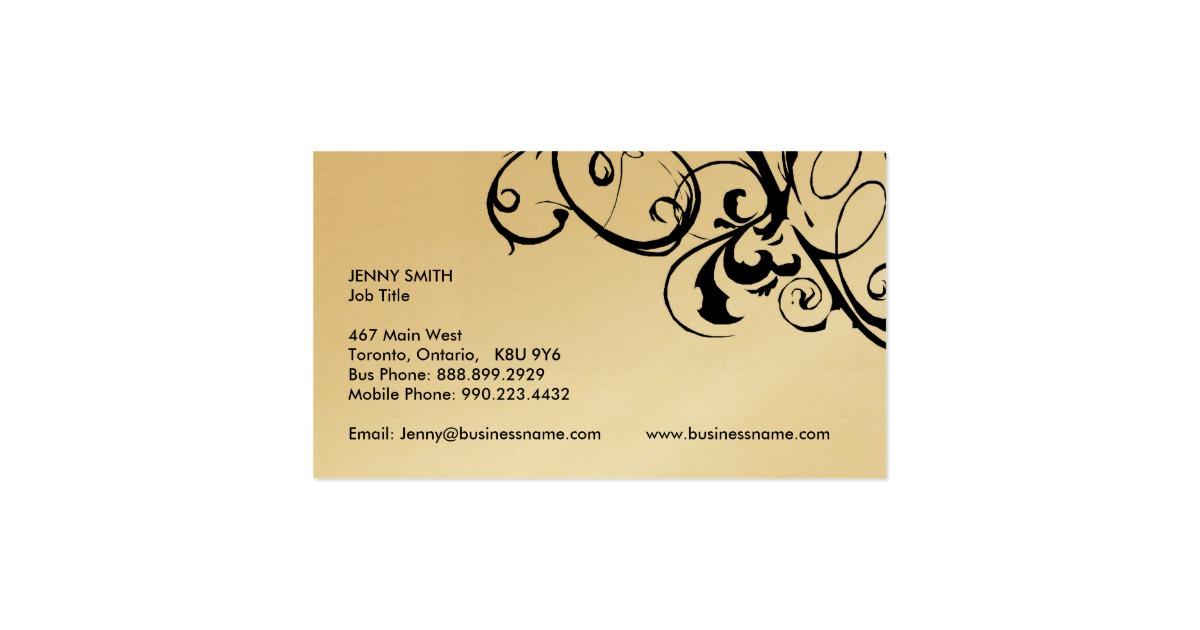 JENNY SMITH
Job Title
467 Main West
Toronto, Ontario,   K8U 9Y6
Bus Phone: 888.899.2929
Mobile Phone: 990.223.4432
Email: Jenny@businessname.com          www.businessname.com